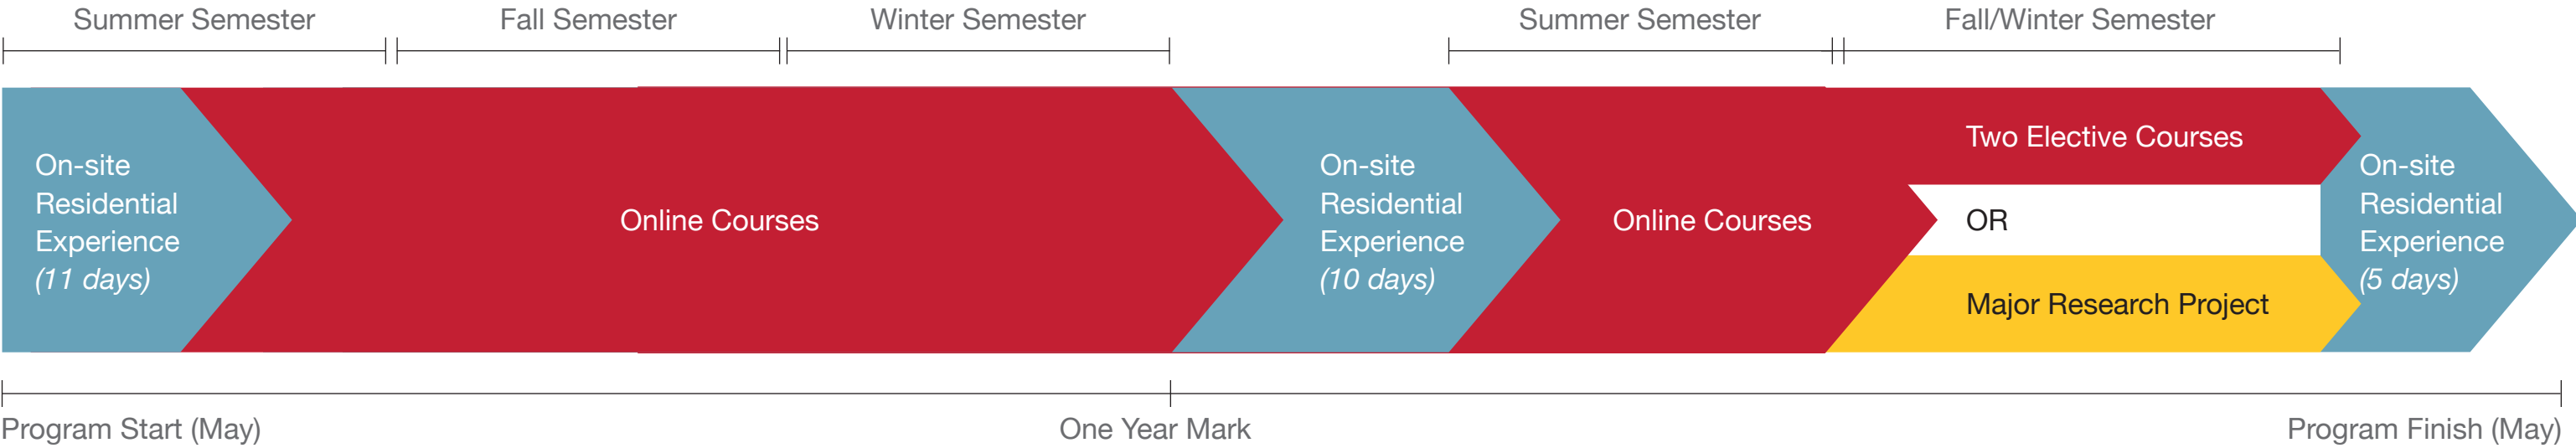 Summer Semester
Fall Semester
Winter Semester
Summer Semester
Fall/Winter Semester
On-site
Residential
Experience
(11 days)
Online Courses
On-site
Residential
Experience
(10 days)
Online Courses
Two Elective Courses
OR
Major Research Project
On-site
Residential
Experience
(5 days)
Program Start (May)
One Year Mark
Program Finish (May)